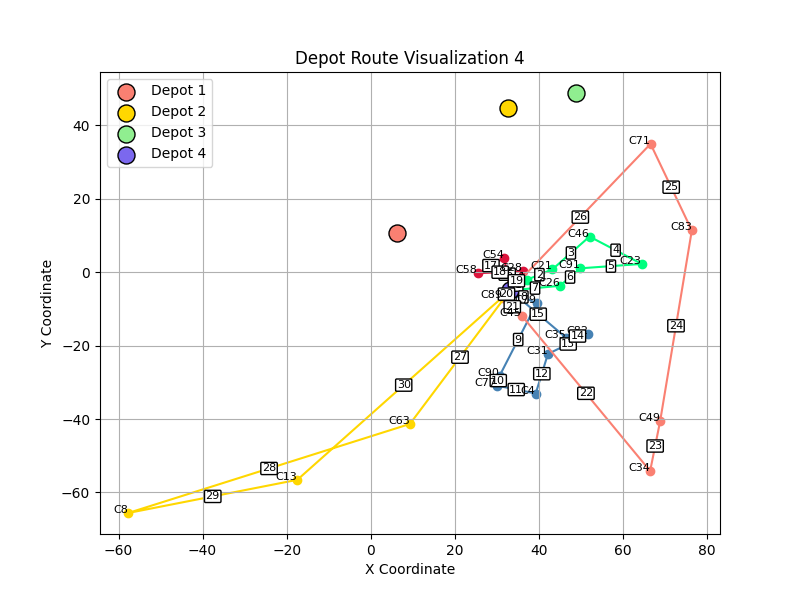 Depot Route Visualization 4
Depot 1
Depot 2
Depot 3
Depot 4
Y Coordinate
40
20
0
−20
−40
−60
−60
−40
−20
0
20
40
60
80
X Coordinate
C71
25
26
C83
C46
3
4
C54
17
C58
18
C28
C21
2
C91
5
C23
6
19
7
C26
C89
20
21
C45
15
C35
C82
14
13
9
C31
24
C90
10
12
11
C4
22
27
30
C63
C49
23
C34
28
C13
29
C8